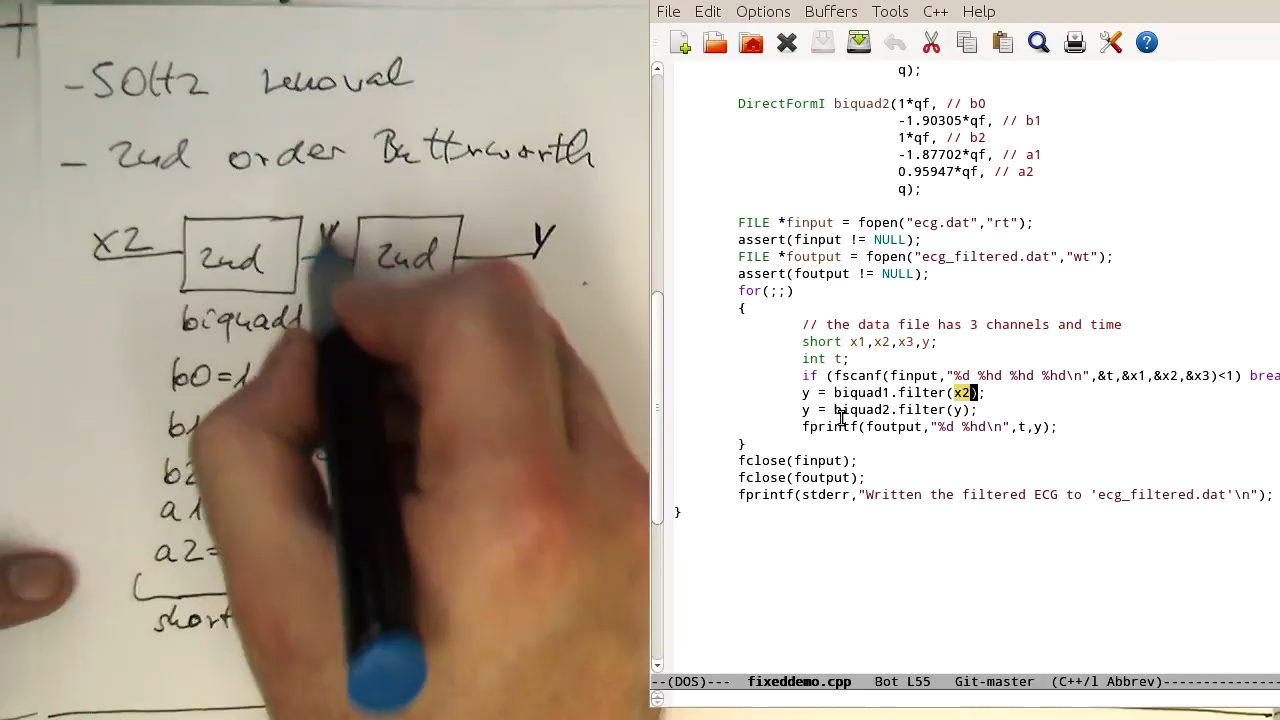 - 50Hz removal
- 2nd order Butterworth
x2 2nd y 2nd y
b0=1
b1
b2
a1
a2=
short
File Edit Options Buffers Tools C++ Help
q);
DirectFormI biquad2(1*qf, // b0
-1.90305*qf, // b1
1*qf, // b2
-1.87702*qf, // a1
0.95947*qf, // a2
q);
FILE *finput = fopen("ecg.dat","rt");
assert(finput != NULL);
FILE *foutput = fopen("ecg_filtered.dat","wt");
assert(foutput != NULL);
for(;;)
{
// the data file has 3 channels and time
short x1,x2,x3,y;
int t;
if (fscanf(finput,"%d %hd %hd %hd\n",&t,&x1,&x2,&x3)<1) brea
y = biquad1.filter(x2);
y = biquad2.filter(y);
fprintf(foutput,"%d %hd\n",t,y);
}
fclose(finput);
fclose(foutput);
fprintf(stderr,"Written the filtered ECG to 'ecg_filtered.dat'\n");
}
--(DOS)--- fixeddemo.cpp Bot L55 Git-master (C++/l Abbrev)--------------